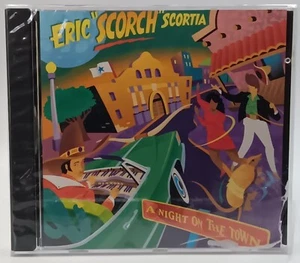 ERIC "SCORCH" SCORTIA
A NIGHT ON THE TOWN